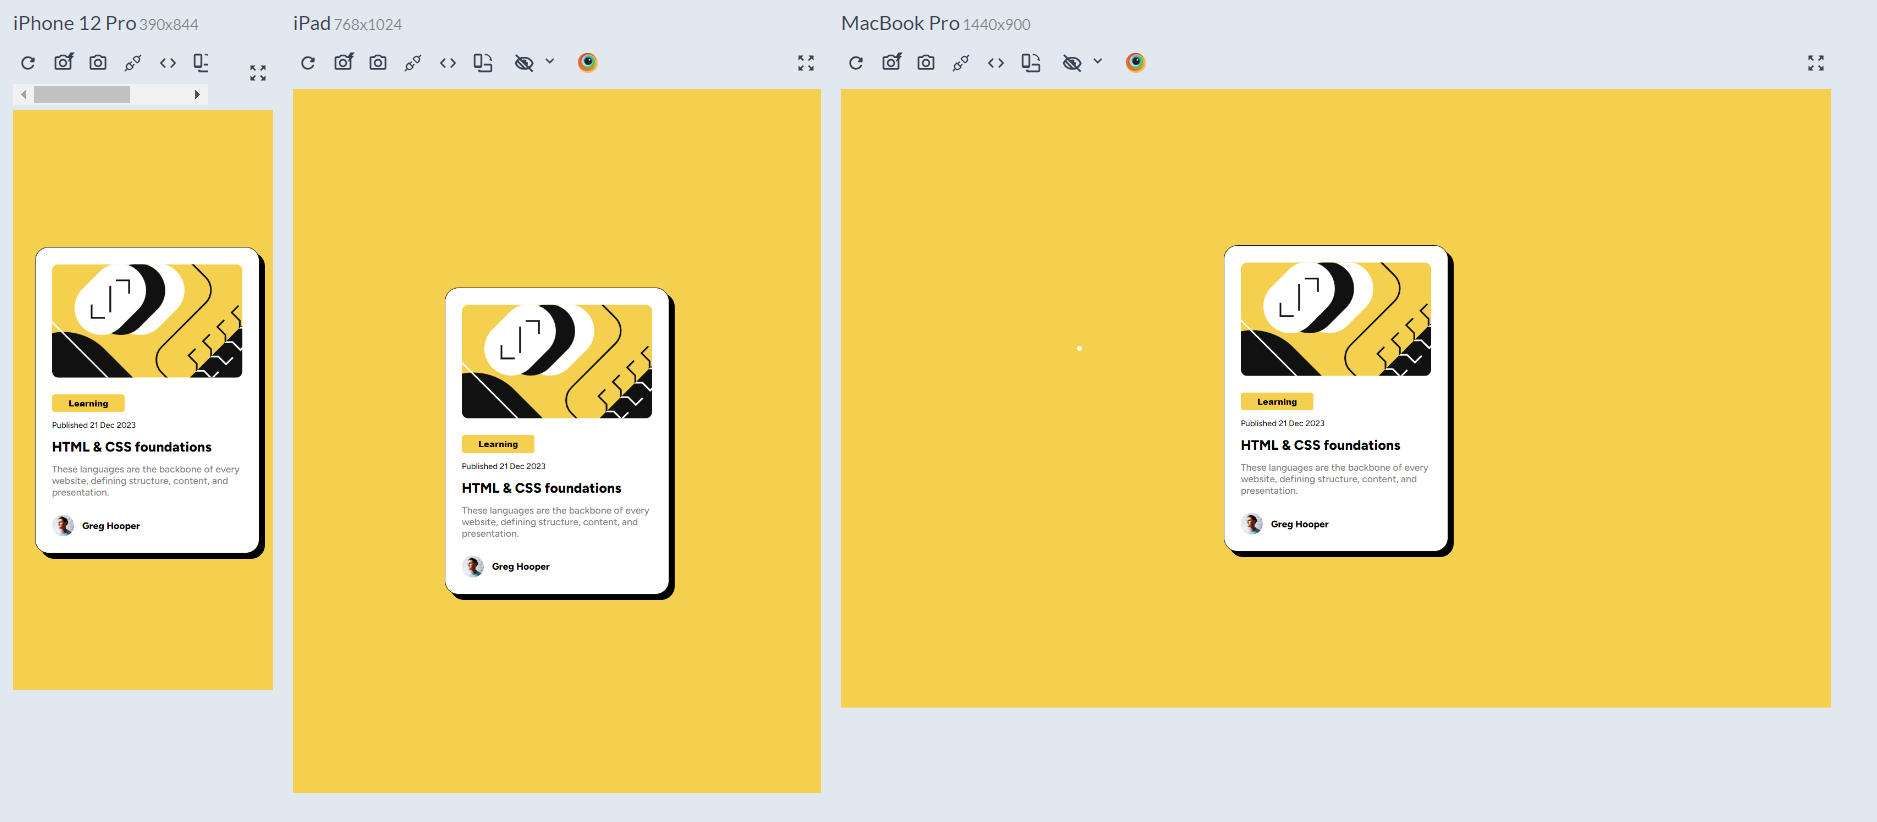 iPhone 12 Pro 390x844
Learning
Published 21 Dec 2023
HTML & CSS foundations
These languages are the backbone of every
website, defining structure, content, and
presentation.
Greg Hooper
iPad 768x1024
Learning
Published 21 Dec 2023
HTML & CSS foundations
These languages are the backbone of every
website, defining structure, content, and
presentation.
Greg Hooper
MacBook Pro 1440x900
Learning
Published 21 Dec 2023
HTML & CSS foundations
These languages are the backbone of every
website, defining structure, content, and
presentation.
Greg Hooper